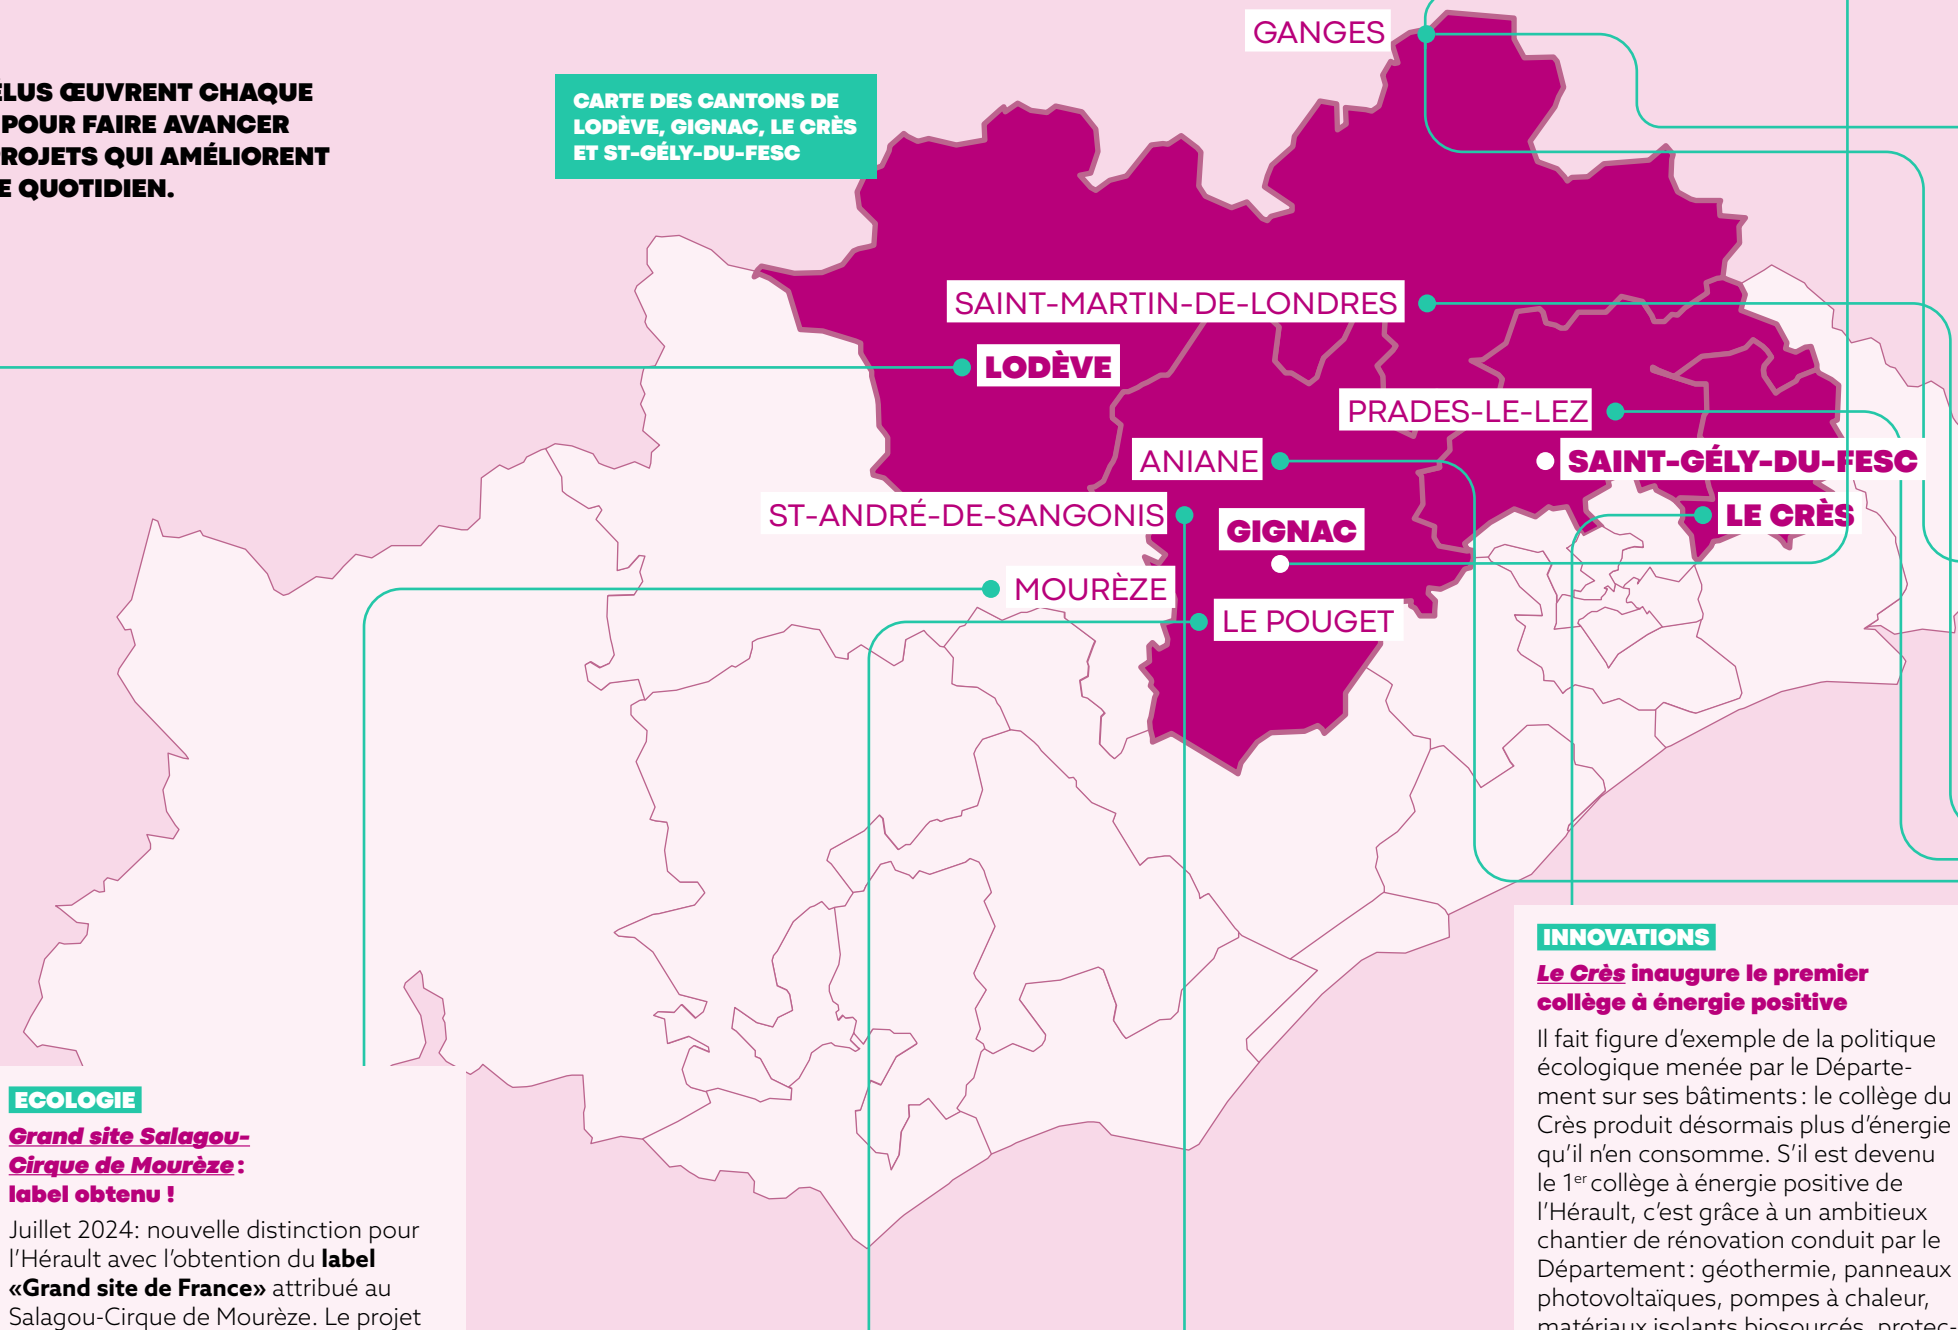 ÉLUS ŒUVRENT CHAQUE
POUR FAIRE AVANCER
PROJETS QUI AMÉLIORENT
E QUOTIDIEN.
CARTE DES CANTONS DE
LODÈVE, GIGNAC, LE CRÈS
ET ST-GÉLY-DU-FESC
GANGES
SAINT-MARTIN-DE-LONDRES
LODÈVE
PRADES-LE-LEZ
ANIANE
SAINT-GÉLY-DU-FESC
ST-ANDRÉ-DE-SANGONIS
GIGNAC
LE CRÈS
MOURÈZE
LE POUGET
ECOLOGIE
Grand site Salagou-
Cirque de Mourèze :
label obtenu !
Juillet 2024: nouvelle distinction pour
l'Hérault avec l'obtention du label
«Grand site de France» attribué au
Salagou-Cirque de Mourèze. Le projet
INNOVATIONS
Le Crès inaugure le premier
collège à énergie positive
Il fait figure d'exemple de la politique
écologique menée par le Départe-
ment sur ses bâtiments : le collège du
Crès produit désormais plus d'énergie
qu'il n'en consomme. S'il est devenu
le 1er collège à énergie positive de
l'Hérault, c'est grâce à un ambitieux
chantier de rénovation conduit par le
Département : géothermie, panneaux
photovoltaïques, pompes à chaleur,
matériaux isolants biosourcés, protec-